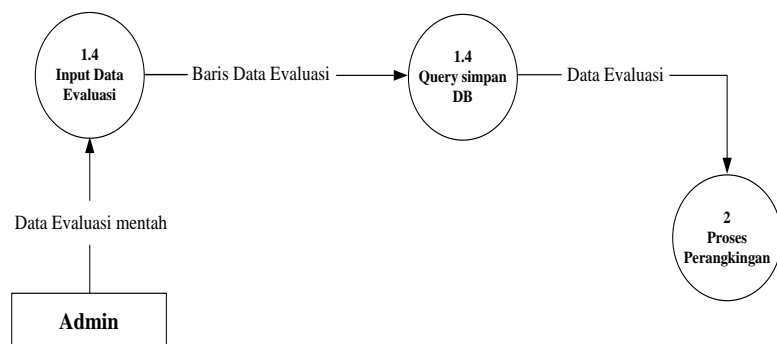 1.4
Input Data
Evaluasi
Baris Data Evaluasi
1.4
Query simpan
DB
Data Evaluasi
2
Proses
Perangkingan
Data Evaluasi mentah
Admin